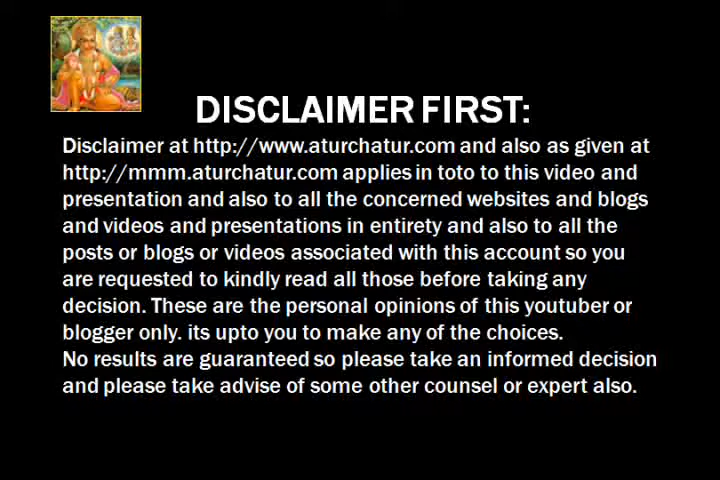 DISCLAIMER FIRST:
Disclaimer at http://www.aturchatur.com and also as given at
http://mmm.aturchatur.com applies in toto to this video and
presentation and also to all the concerned websites and blogs
and videos and presentations in entirety and also to all the
posts or blogs or videos associated with this account so you
are requested to kindly read all those before taking any
decision. These are the personal opinions of this youtuber or
blogger only. its upto you to make any of the choices.
No results are guaranteed so please take an informed decision
and please take advise of some other counsel or expert also.